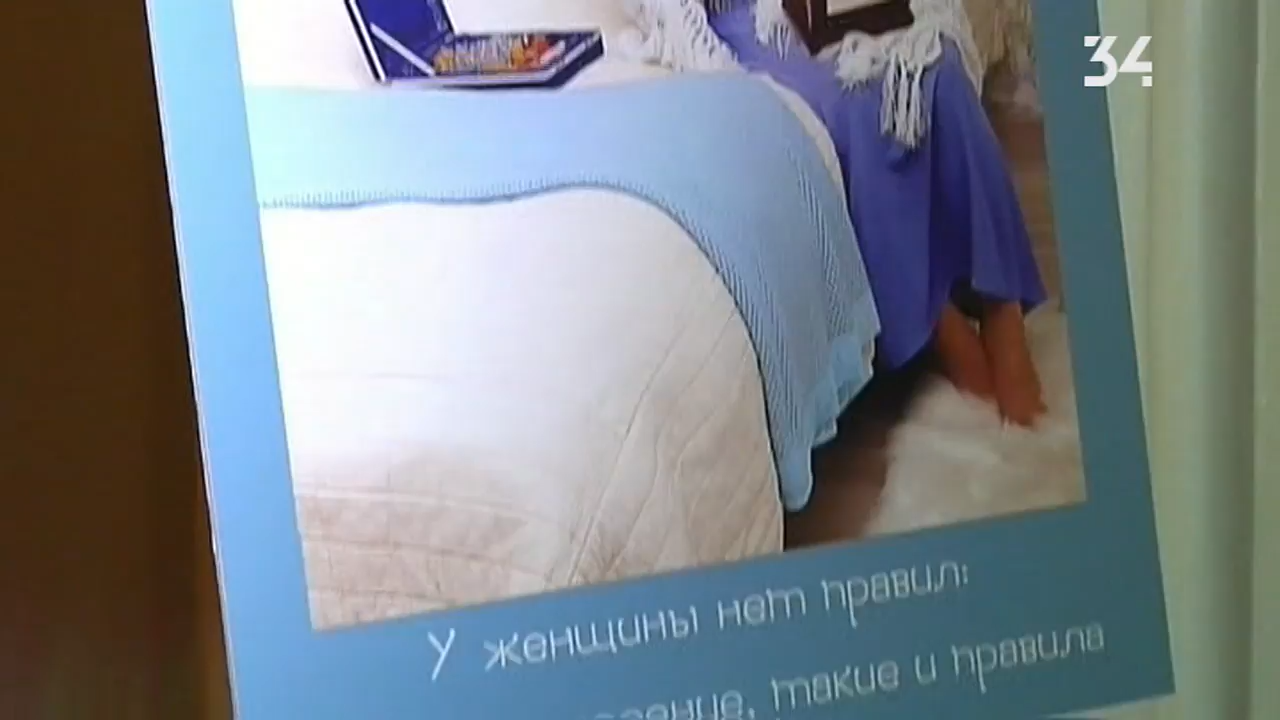 34
У женщины нет правил:
такие и правила